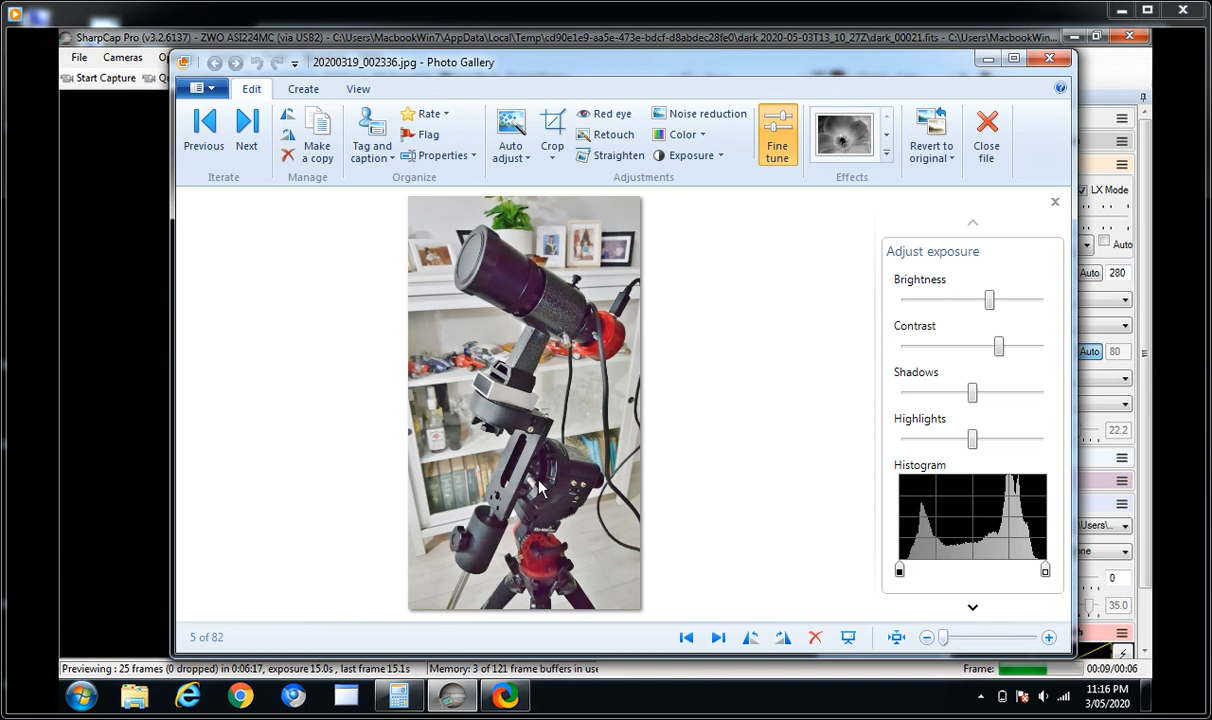 SharpCap Pro (v3.2.6137) - ZWO ASI224MC (via USB2) - C:\Users\MacbookWin7\AppData\Local\Temp\cd90e1e9-aa5e-473e-bdcf-d8abdec28fe0\dark 2020-05-03T13_10_27Z\dark_00021.fits - C:\Users\MacbookWin...
File Cameras
Start Capture
20200319_002336.jpg - Photo Gallery
Edit Create View
Previous Next
Make a copy
Tag and caption
Rate
Flag
Properties
Auto adjust
Crop
Red eye
Retouch
Straighten
Noise reduction
Color
Exposure
Fine tune
Revert to original
Close file
Iterate Manage Organize Adjustments Effects
LX Mode
Auto
Auto 280
Auto 80
22.2
\Users\...
0
35.0
Adjust exposure
Brightness
Contrast
Shadows
Highlights
Histogram
5 of 82
Previewing : 25 frames (0 dropped) in 0:06:17, exposure 15.0s , last frame 15.1s Memory: 3 of 121 frame buffers in use Frame: 00:09/00:06
11:16 PM
3/05/2020